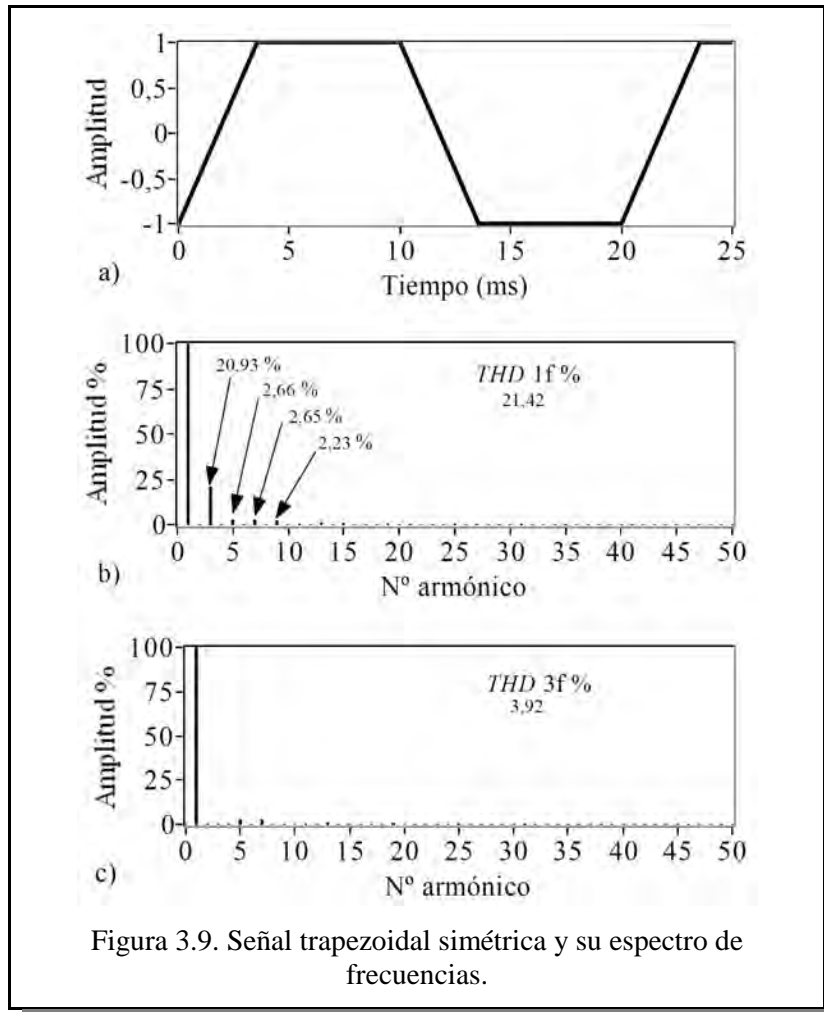 1
0,5
0
-0,5
-1
Amplitud
0 5 10 15 20 25
a)
Tiempo (ms)
100
75
50
25
0
Amplitud %
20,93 %
2,66 %
2,65 %
2,23 %
THD 1f %
21,42
0 5 10 15 20 25 30 35 40 45 50
b)
Nº armónico
100
75
50
25
0
Amplitud %
THD 3f %
3,92
0 5 10 15 20 25 30 35 40 45 50
c)
Nº armónico
Figura 3.9. Señal trapezoidal simétrica y su espectro de
frecuencias.